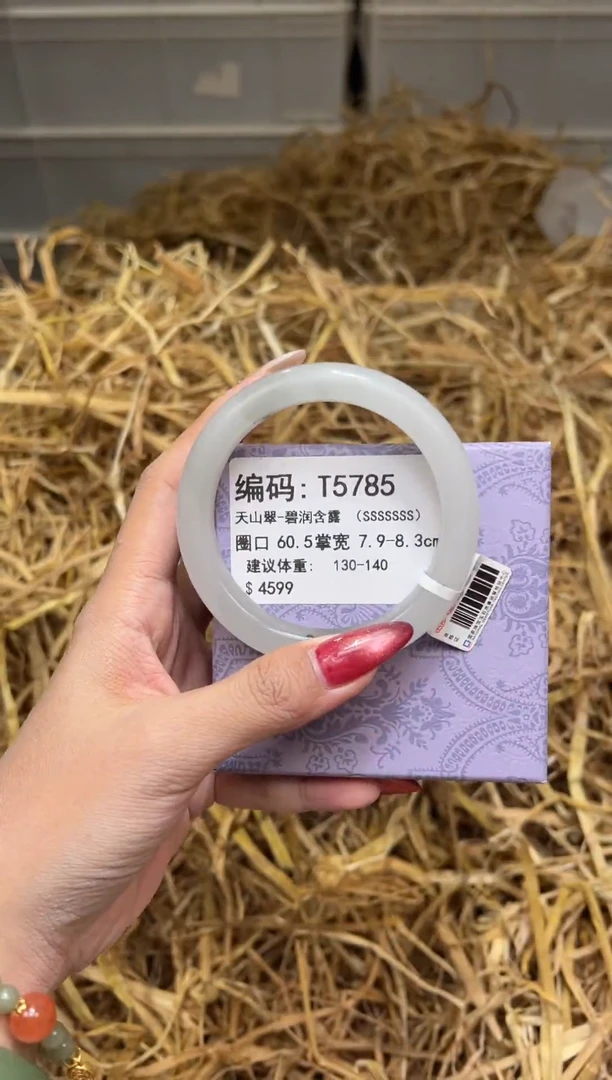 编码: T5785
天山翠-碧润含露 (SSSSSSS)
圈口 60.5掌宽 7.9-8.3cm
建议体重: 130-140
$ 4599